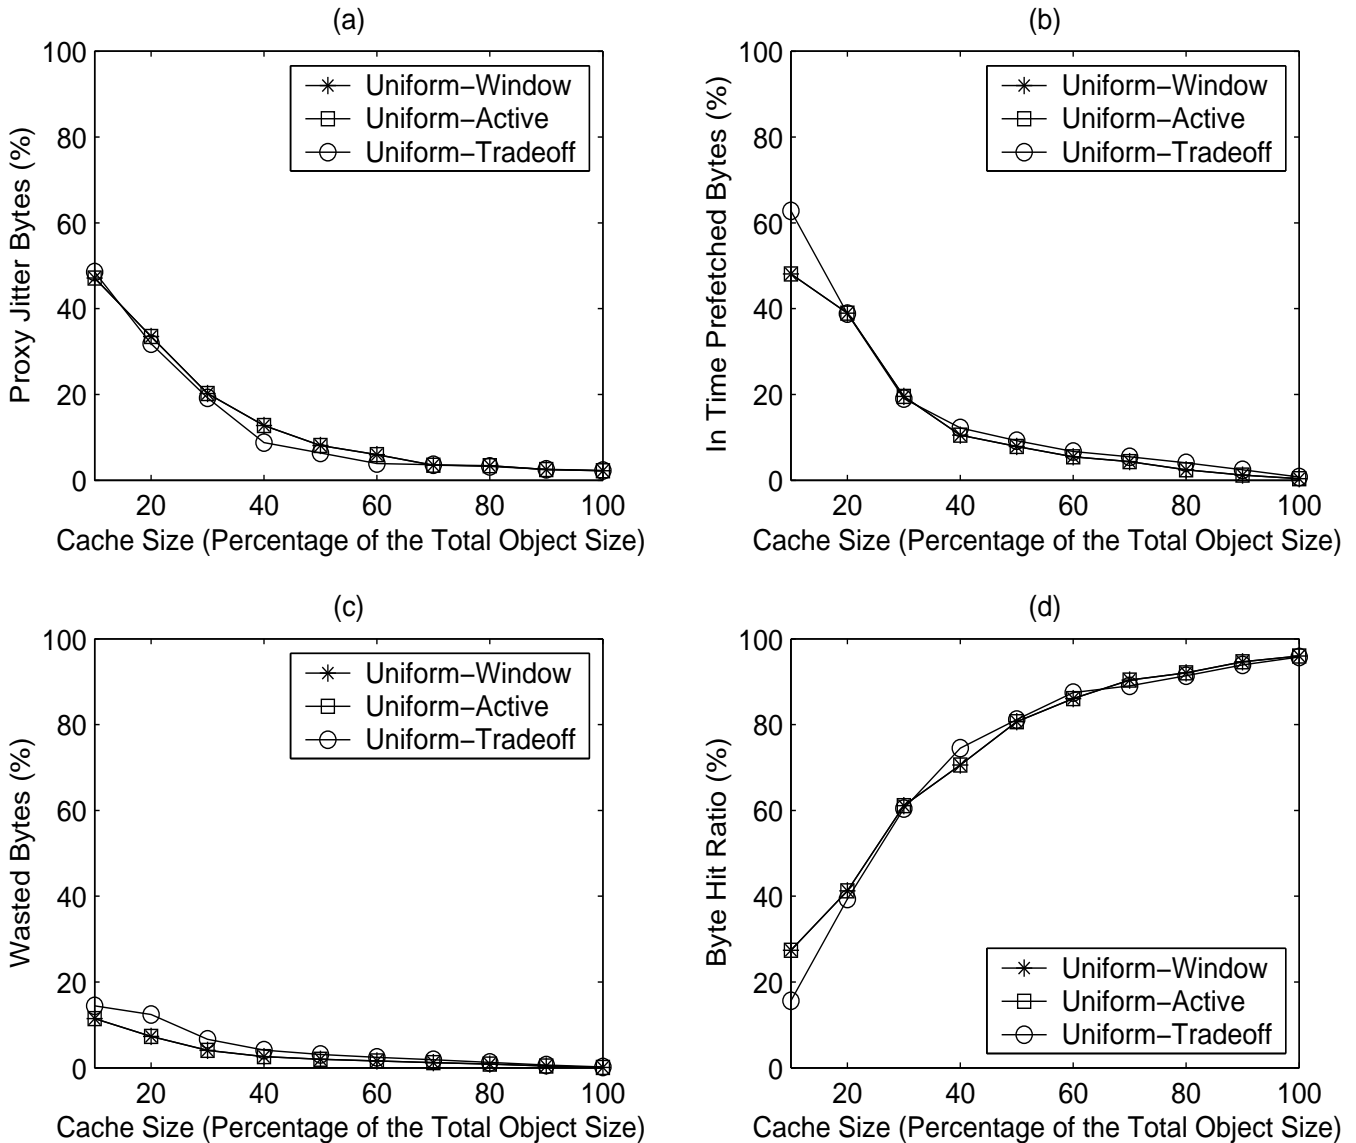 (a)
100
80
60
40
20
0
Proxy Jitter Bytes (%)
Uniform−Window
Uniform−Active
Uniform−Tradeoff
20 40 60 80 100
Cache Size (Percentage of the Total Object Size)
(b)
100
80
60
40
20
0
In Time Prefetched Bytes (%)
Uniform−Window
Uniform−Active
Uniform−Tradeoff
20 40 60 80 100
Cache Size (Percentage of the Total Object Size)
(c)
100
80
60
40
20
0
Wasted Bytes (%)
Uniform−Window
Uniform−Active
Uniform−Tradeoff
20 40 60 80 100
Cache Size (Percentage of the Total Object Size)
(d)
100
80
60
40
20
0
Byte Hit Ratio (%)
Uniform−Window
Uniform−Active
Uniform−Tradeoff
20 40 60 80 100
Cache Size (Percentage of the Total Object Size)